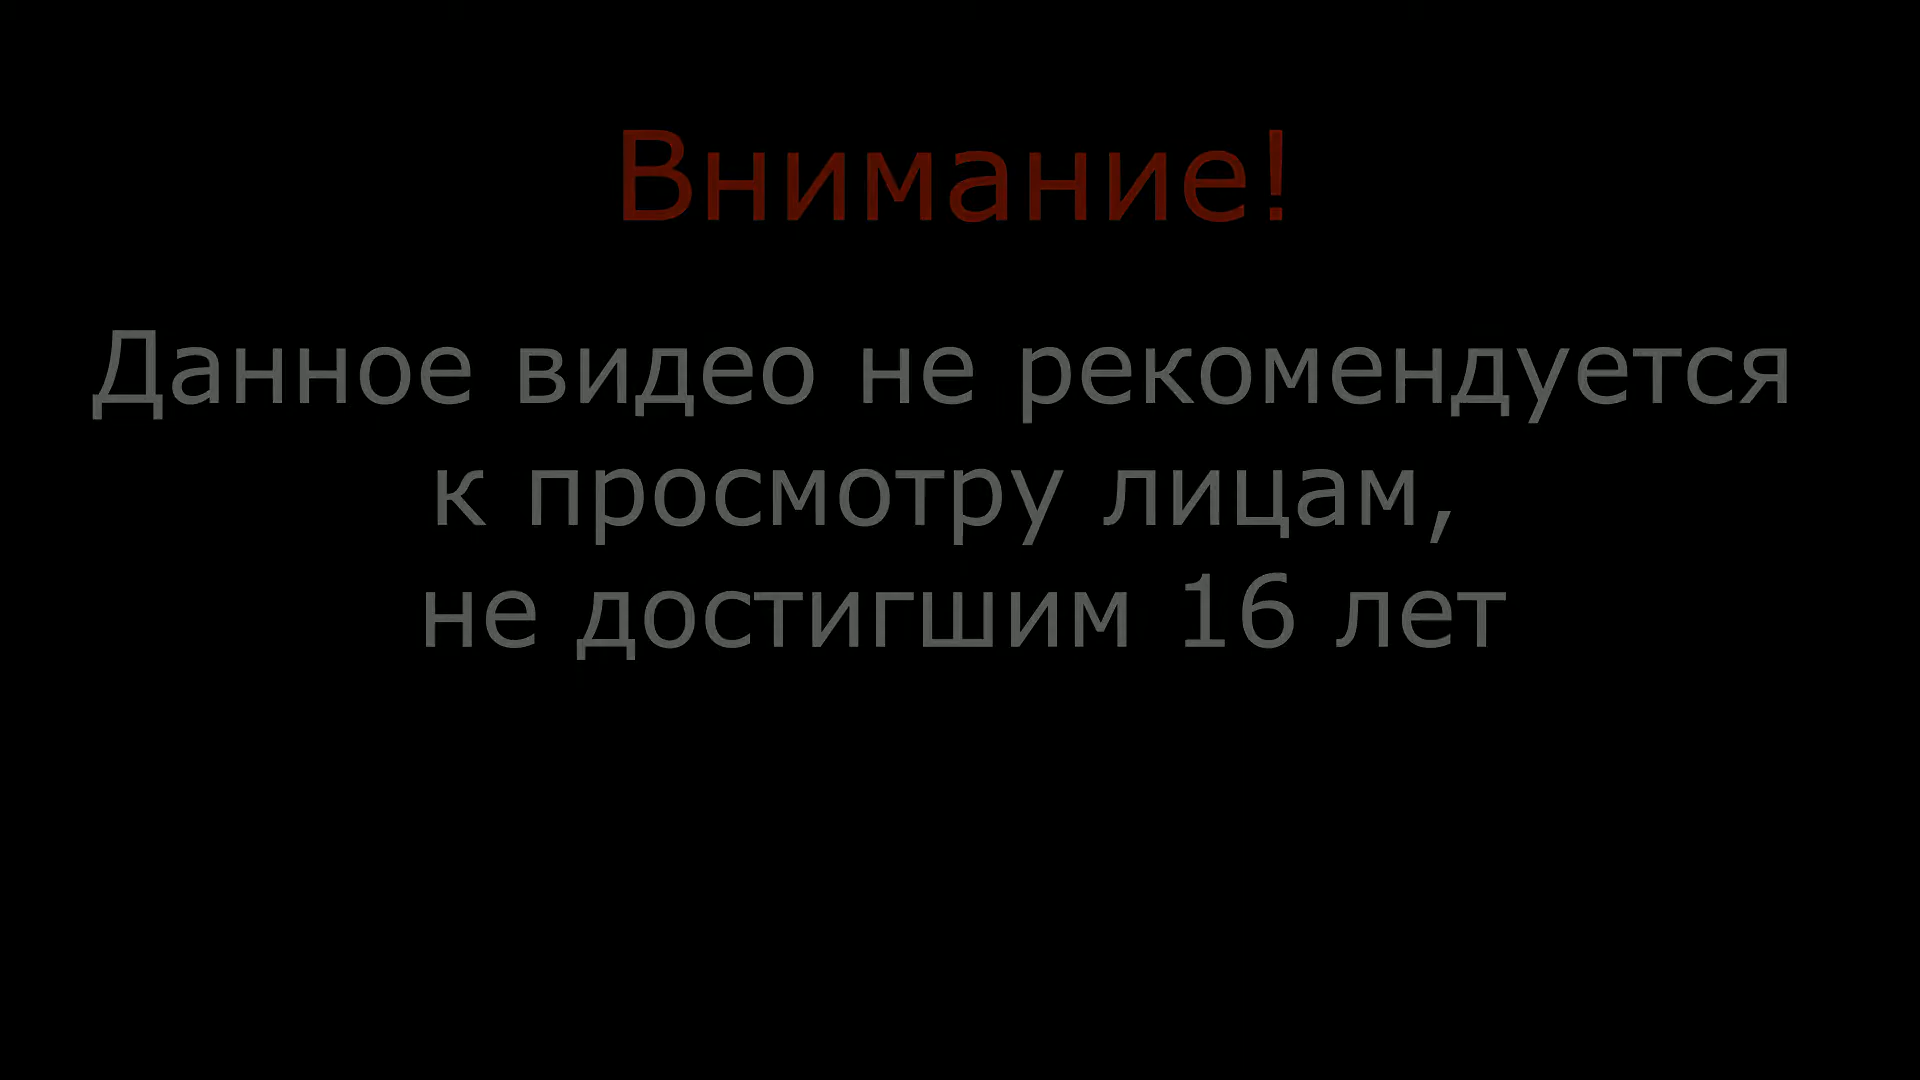 Внимание!
Данное видео не рекомендуется
к просмотру лицам,
не достигшим 16 лет